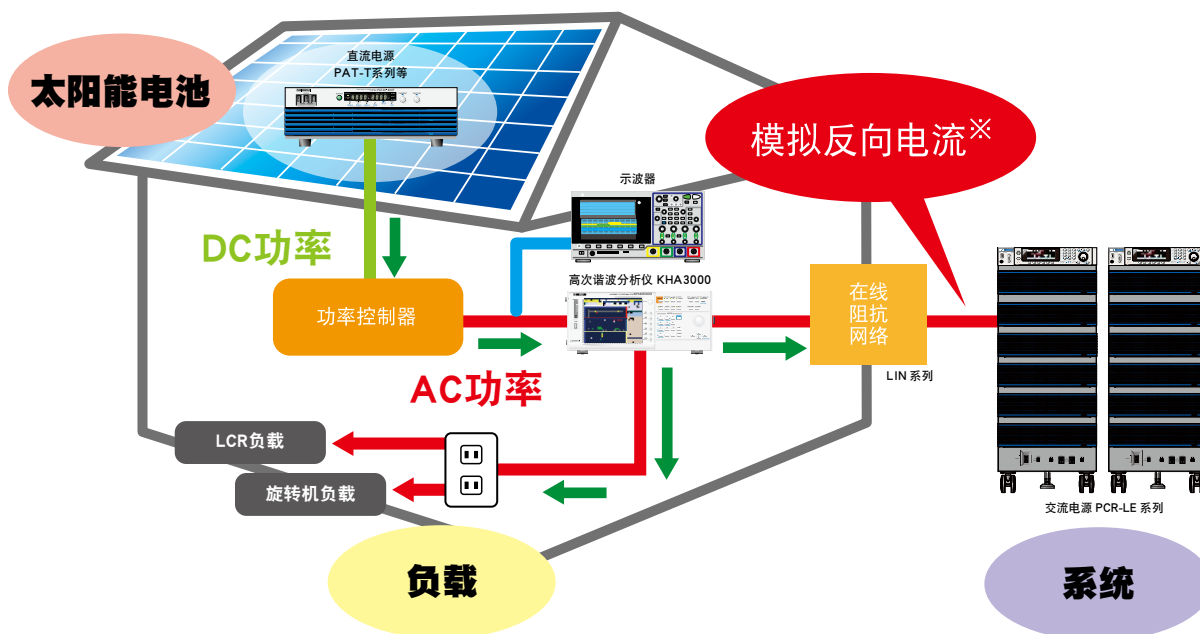 太阳能电池
直流电源
PAT-T系列等
模拟反向电流※
示波器
DC功率
高次谐波分析仪 KHA3000
功率控制器
在线
阻抗
网络
LIN 系列
AC功率
LCR负载
旋转机负载
交流电源 PCR-LE 系列
负载
系统